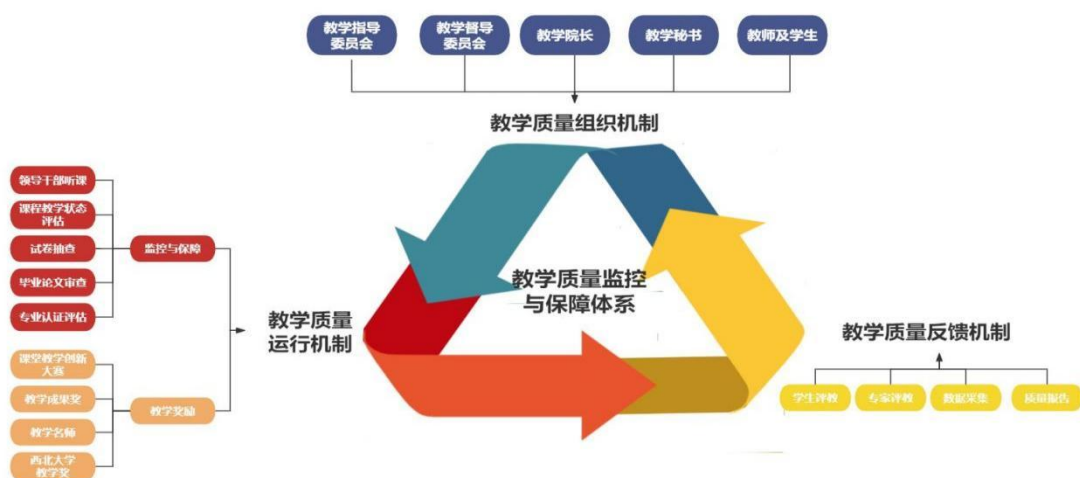 教学指导
委员会
教学督导
委员会
教学院长
教学秘书
教师及学生
教学质量组织机制
领导干部听课
课程教学状态
评估
试卷抽查
毕业论文审查
专业认证评估
监控与保障
教学质量
运行机制
课堂教学创新
大赛
教学成果奖
教学名师
西北大学
教学奖
教学奖励
教学质量监控
与保障体系
教学质量反馈机制
学生评教
专家评教
数据采集
质量报告